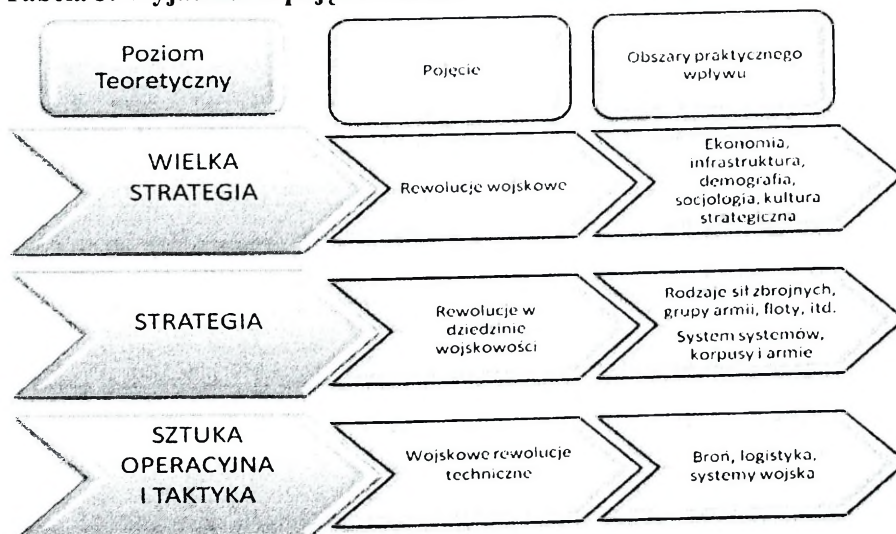 Poziom
Teoretyczny
Pojęcie
Obszary praktycznego
wpływu
WIELKA
STRATEGIA
Rewolucje wojskowe
Ekonomia,
infrastruktura,
demografia,
socjologia, kultura
strategiczna
STRATEGIA
Rewolucje w
dziedzinie
wojskowości
Rodzaje sił zbrojnych,
grupy armii, floty, itd.
System systemów,
korpusy i armie
SZTUKA
OPERACYJNA
I TAKTYKA
Wojskowe rewolucje
techniczne
Broń, logistyka,
systemy wojska